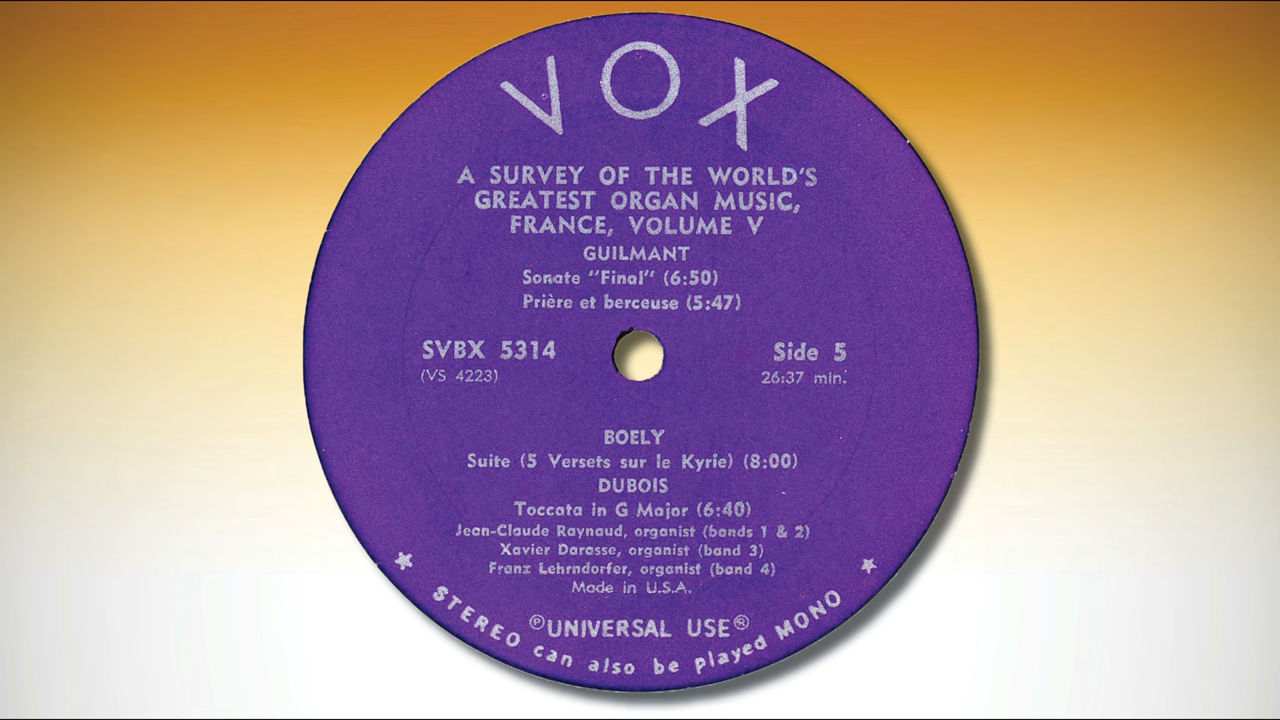 VOX
A SURVEY OF THE WORLD'S
GREATEST ORGAN MUSIC,
FRANCE, VOLUME V
GUILMANT
Sonate "Final" (6:50)
Prière et berceuse (5:47)
SVBX 5314
(VS 4223)
Side 5
26:37 min.
BOELY
Suite (5 Versets sur le Kyrie) (8:00)
DUBOIS
Toccata in G Major (6:40)
Jean-Claude Raynaud, organist (bands 1 & 2)
Xavier Darasse, organist (band 3)
Franz Lehrndorfer, organist (band 4)
Made in U.S.A.
℗UNIVERSAL USE®
★ STEREO can also be played MONO ★